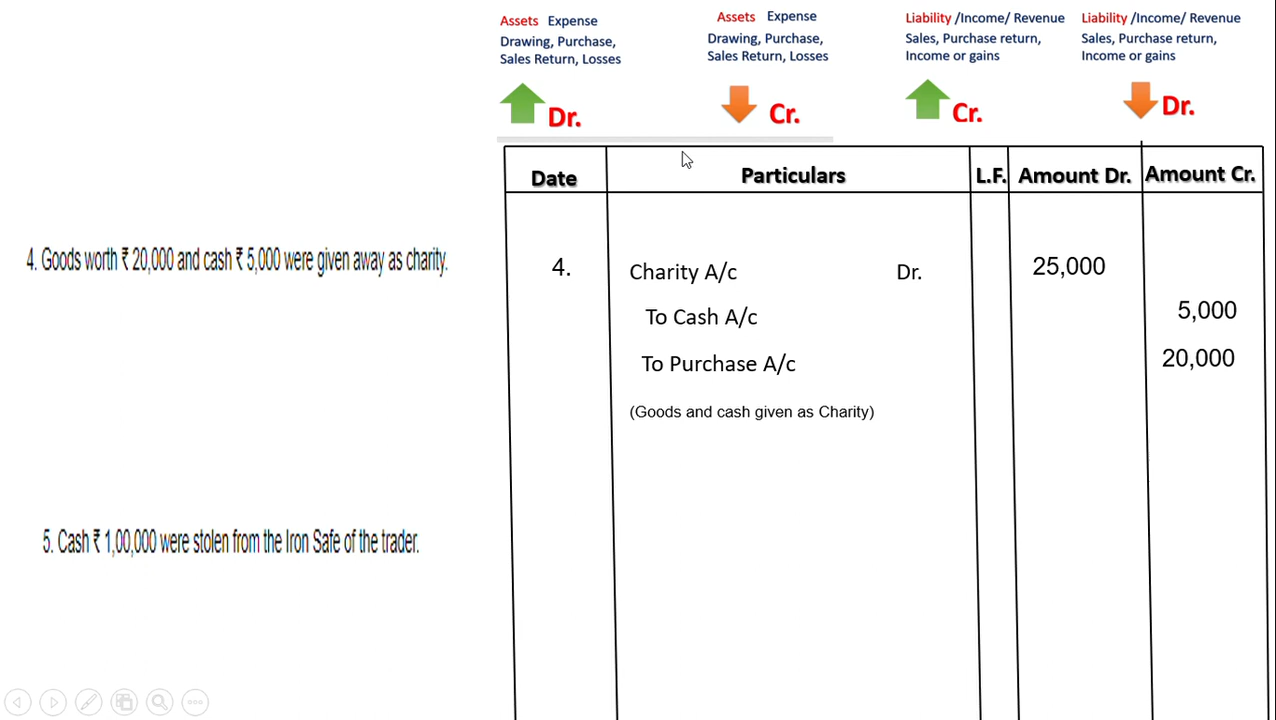 Assets Expense
Drawing, Purchase,
Sales Return, Losses
Dr.
Assets Expense
Drawing, Purchase,
Sales Return, Losses
Cr.
Liability /Income/ Revenue
Sales, Purchase return,
Income or gains
Cr.
Liability /Income/ Revenue
Sales, Purchase return,
Income or gains
Dr.
Date Particulars L.F. Amount Dr. Amount Cr.
4. Goods worth ₹ 20,000 and cash ₹ 5,000 were given away as charity.
4. Charity A/c Dr. 25,000
To Cash A/c 5,000
To Purchase A/c 20,000
(Goods and cash given as Charity)
5. Cash ₹ 1,00,000 were stolen from the Iron Safe of the trader.